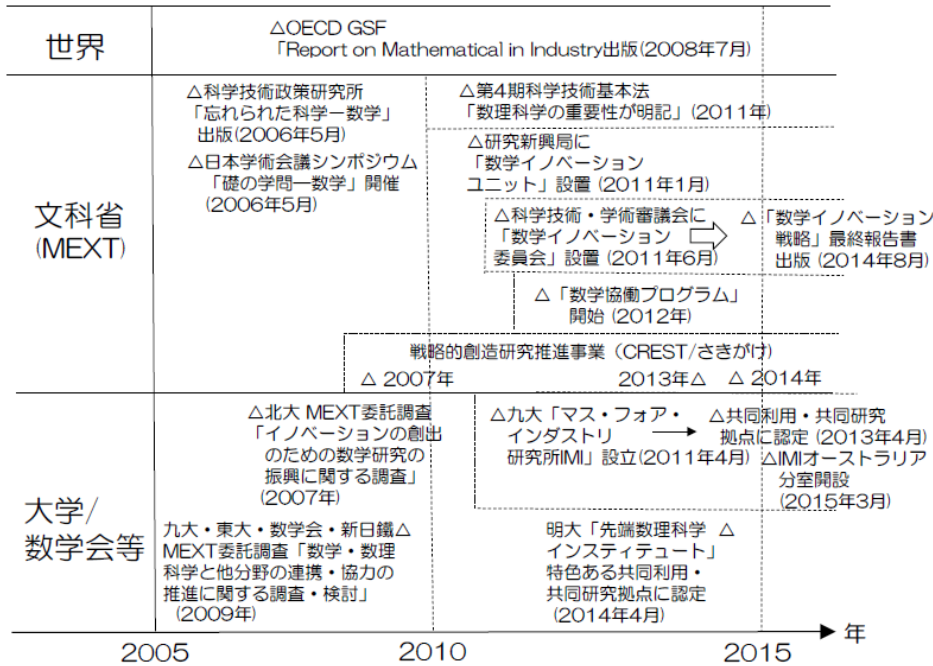 世界
△OECD GSF
「Report on Mathematical in Industry出版(2008年7月)
文科省
(MEXT)
△科学技術政策研究所
「忘れられた科学－数学」
出版(2006年5月)
△日本学術会議シンポジウム
「礎の学問―数学」開催
(2006年5月)
△第4期科学技術基本法
「数理科学の重要性が明記」(2011年)
△研究新興局に
「数学イノベーション
ユニット」設置 (2011年1月)
△科学技術・学術審議会に
「数学イノベーション
委員会」設置 (2011年6月)
△「数学イノベーション
戦略」最終報告書
出版 (2014年8月)
△「数学協働プログラム」
開始 (2012年)
戦略的創造研究推進事業（CREST/さきがけ）
△ 2007年
2013年△
△ 2014年
大学/
数学会等
△北大 MEXT委託調査
「イノベーションの創出
のための数学研究の
振興に関する調査」
(2007年)
△九大「マス・フォア・
インダストリ
研究所IMI」設立(2011年4月)
△共同利用・共同研究
拠点に認定 (2013年4月)
△IMIオーストラリア
分室開設
(2015年3月)
九大・東大・数学会・新日鐵△
MEXT委託調査「数学・数理
科学と他分野の連携・協力の
推進に関する調査・検討」
(2009年)
明大「先端数理科学 △
インスティテュート」
特色ある共同利用・
共同研究拠点に認定
(2014年4月)
年
2005
2010
2015